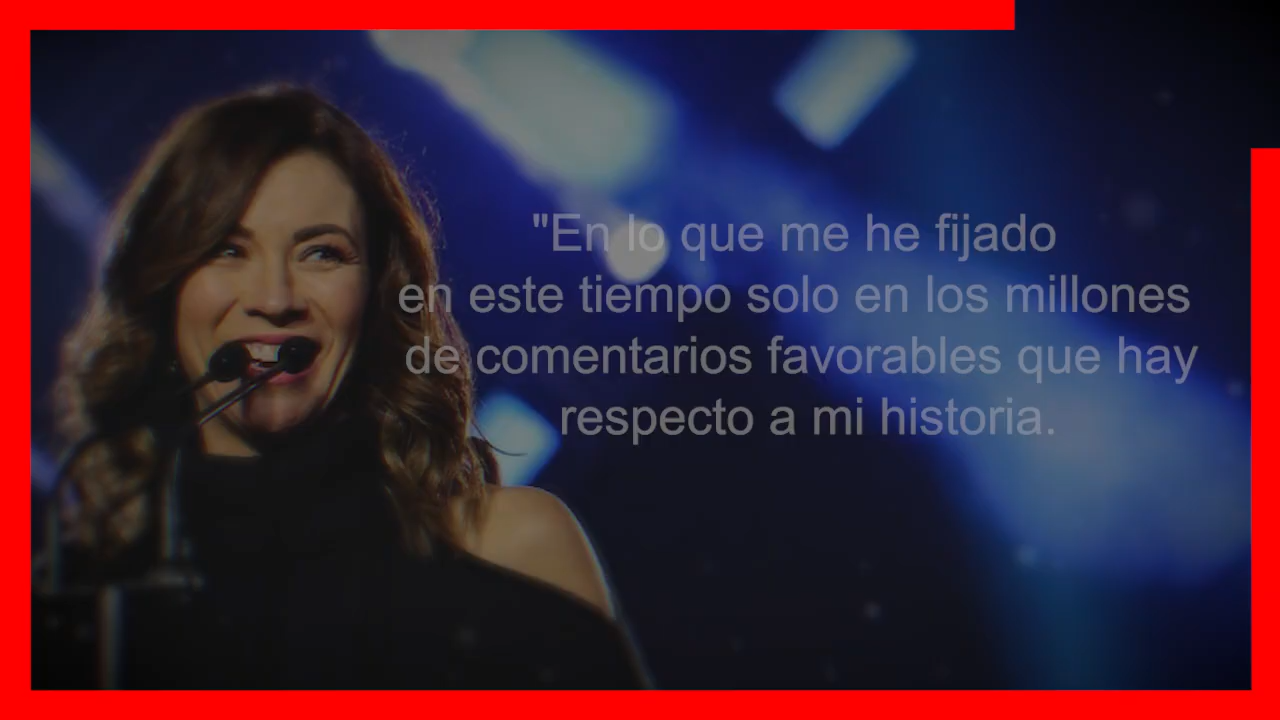 "En lo que me he fijado
en este tiempo solo en los millones
de comentarios favorables que hay
respecto a mi historia.